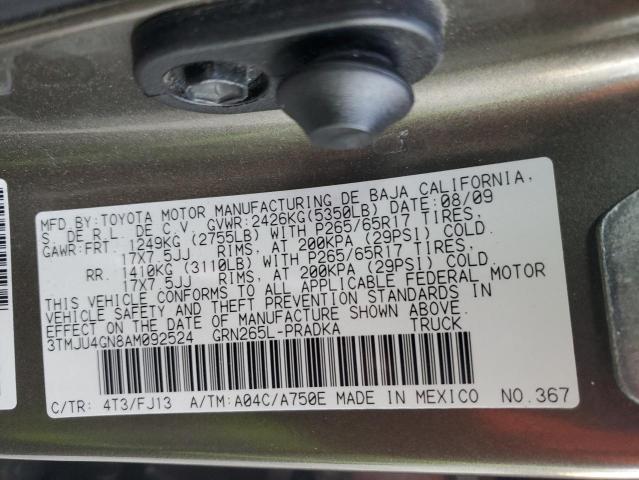 MFD.BY:TOYOTA MOTOR MANUFACTURING DE BAJA CALIFORNIA,
S. DE R.L. DE C.V. GVWR:2426KG(5350LB) DATE:08/09
GAWR:FRT. 1249KG (2755LB) WITH P265/65R17 TIRES,
17X7.5JJ RIMS, AT 200KPA (29PSI) COLD.
RR. 1410KG (3110LB) WITH P265/65R17 TIRES,
17X7.5JJ RIMS, AT 200KPA (29PSI) COLD.
THIS VEHICLE CONFORMS TO ALL APPLICABLE FEDERAL MOTOR
VEHICLE SAFETY AND THEFT PREVENTION STANDARDS IN
EFFECT ON THE DATE OF MANUFACTURE SHOWN ABOVE.
3TMJU4GN8AM092524 GRN265L-PRADKA TRUCK
C/TR: 4T3/FJ13 A/TM:A04C/A750E MADE IN MEXICO NO.367